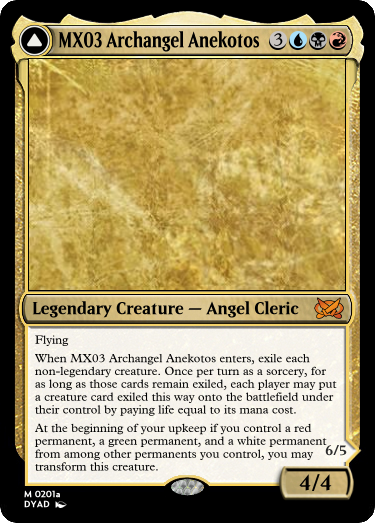 MX03 Archangel Anekotos 3
Legendary Creature — Angel Cleric
Flying
When MX03 Archangel Anekotos enters, exile each
non-legendary creature. Once per turn as a sorcery, for
as long as those cards remain exiled, each player may put
a creature card exiled this way onto the battlefield under
their control by paying life equal to its mana cost.
At the beginning of your upkeep if you control a red
permanent, a green permanent, and a white permanent
from among other permanents you control, you may
transform this creature.
6/5
4/4
M 0201a
DYAD